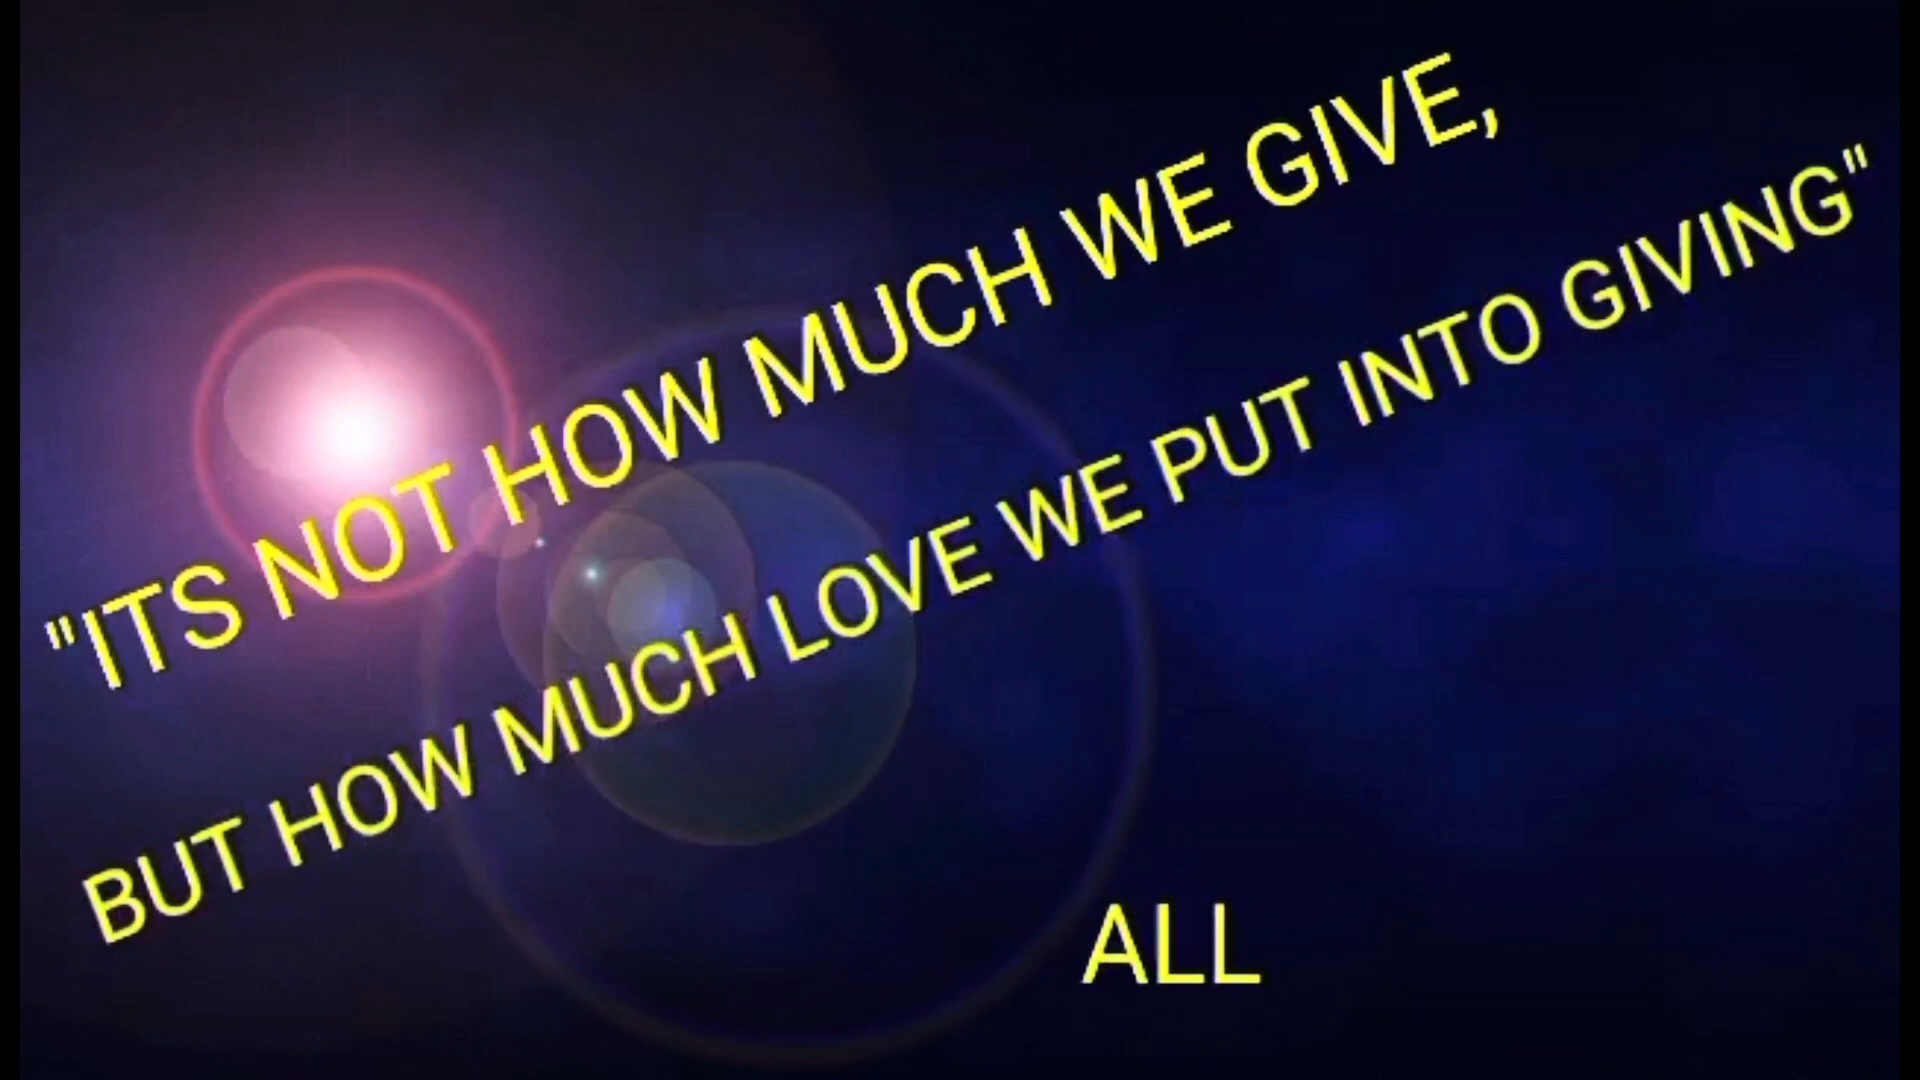 "ITS NOT HOW MUCH WE GIVE,
BUT HOW MUCH LOVE WE PUT INTO GIVING"
ALL